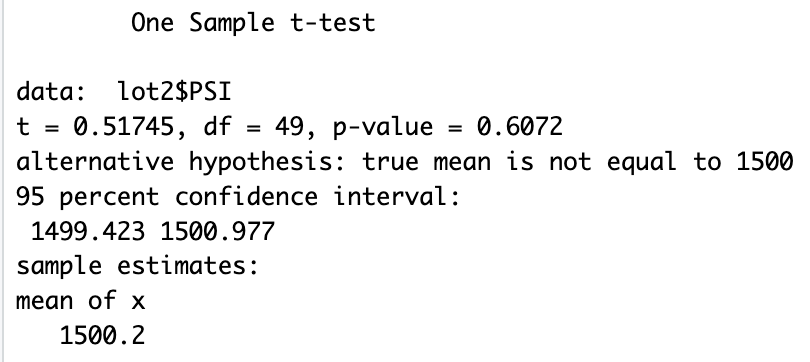 One Sample t-test
data:  lot2$PSI
t = 0.51745, df = 49, p-value = 0.6072
alternative hypothesis: true mean is not equal to 1500
95 percent confidence interval:
1499.423 1500.977
sample estimates:
mean of x
1500.2